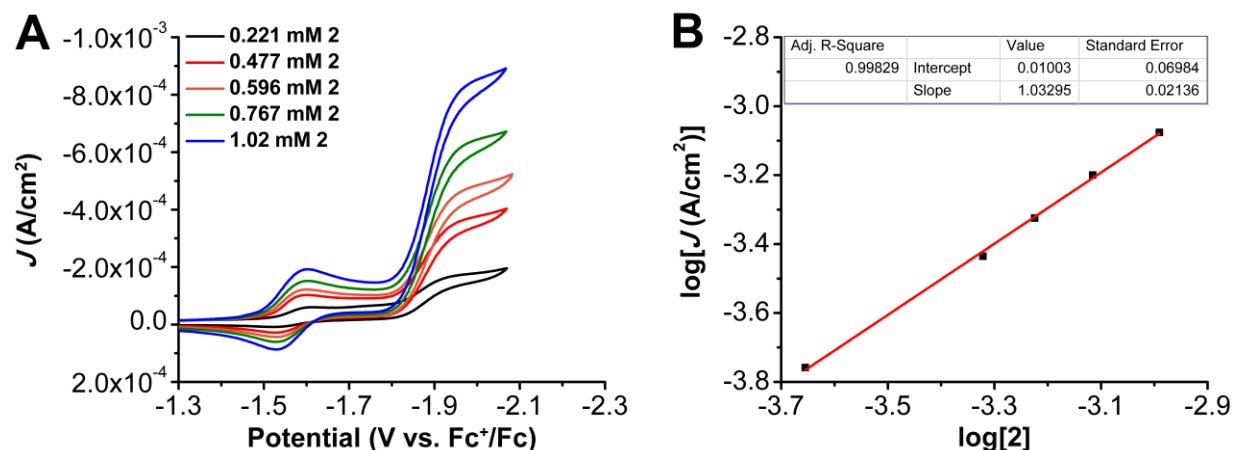 A
0.221 mM 2
0.477 mM 2
0.596 mM 2
0.767 mM 2
1.02 mM 2
-1.0x10⁻³
-8.0x10⁻⁴
-6.0x10⁻⁴
-4.0x10⁻⁴
-2.0x10⁻⁴
0.0
2.0x10⁻⁴
J (A/cm²)
-1.3 -1.5 -1.7 -1.9 -2.1 -2.3
Potential (V vs. Fc⁺/Fc)
B
Adj. R-Square Value Standard Error
0.99829 Intercept 0.01003 0.06984
Slope 1.03295 0.02136
-2.8
-3.0
-3.2
-3.4
-3.6
-3.8
log[J (A/cm²)]
-3.7 -3.5 -3.3 -3.1 -2.9
log[2]